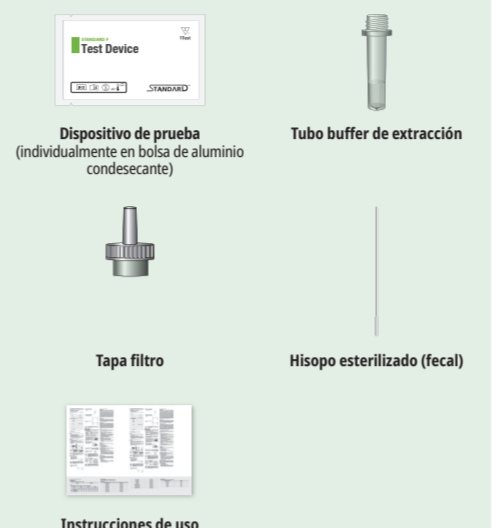 STANDARD F
Test Device
1Test
STANDARD
Dispositivo de prueba
(individualmente en bolsa de aluminio
condesecante)
Tubo buffer de extracción
Tapa filtro
Hisopo esterilizado (fecal)
Instrucciones de uso